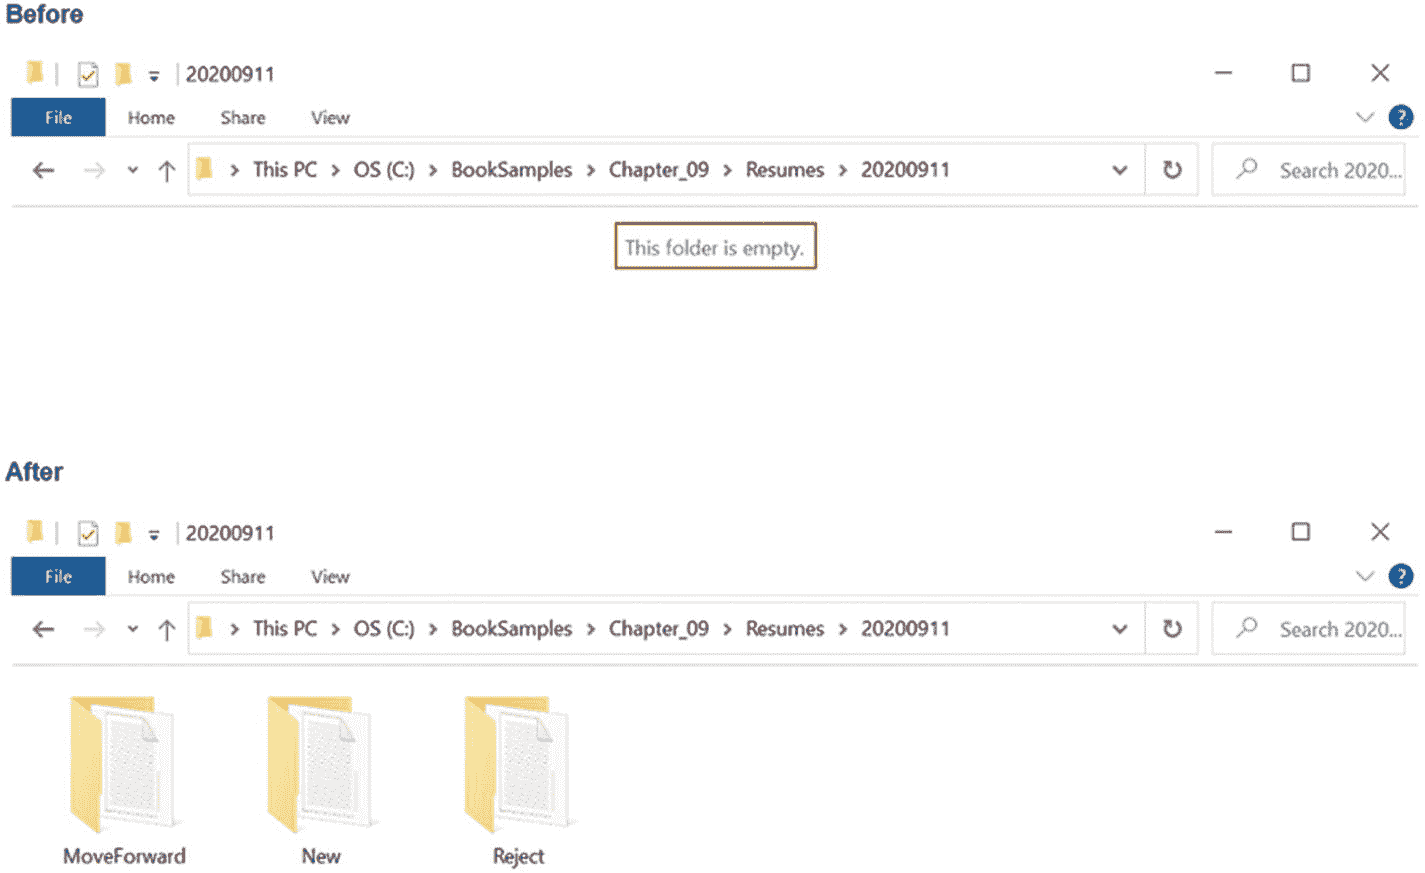 Before
20200911
File Home Share View
?
This PC > OS (C:) > BookSamples > Chapter_09 > Resumes > 20200911
Search 2020...
This folder is empty.
After
20200911
File Home Share View
?
This PC > OS (C:) > BookSamples > Chapter_09 > Resumes > 20200911
Search 2020...
MoveForward New Reject